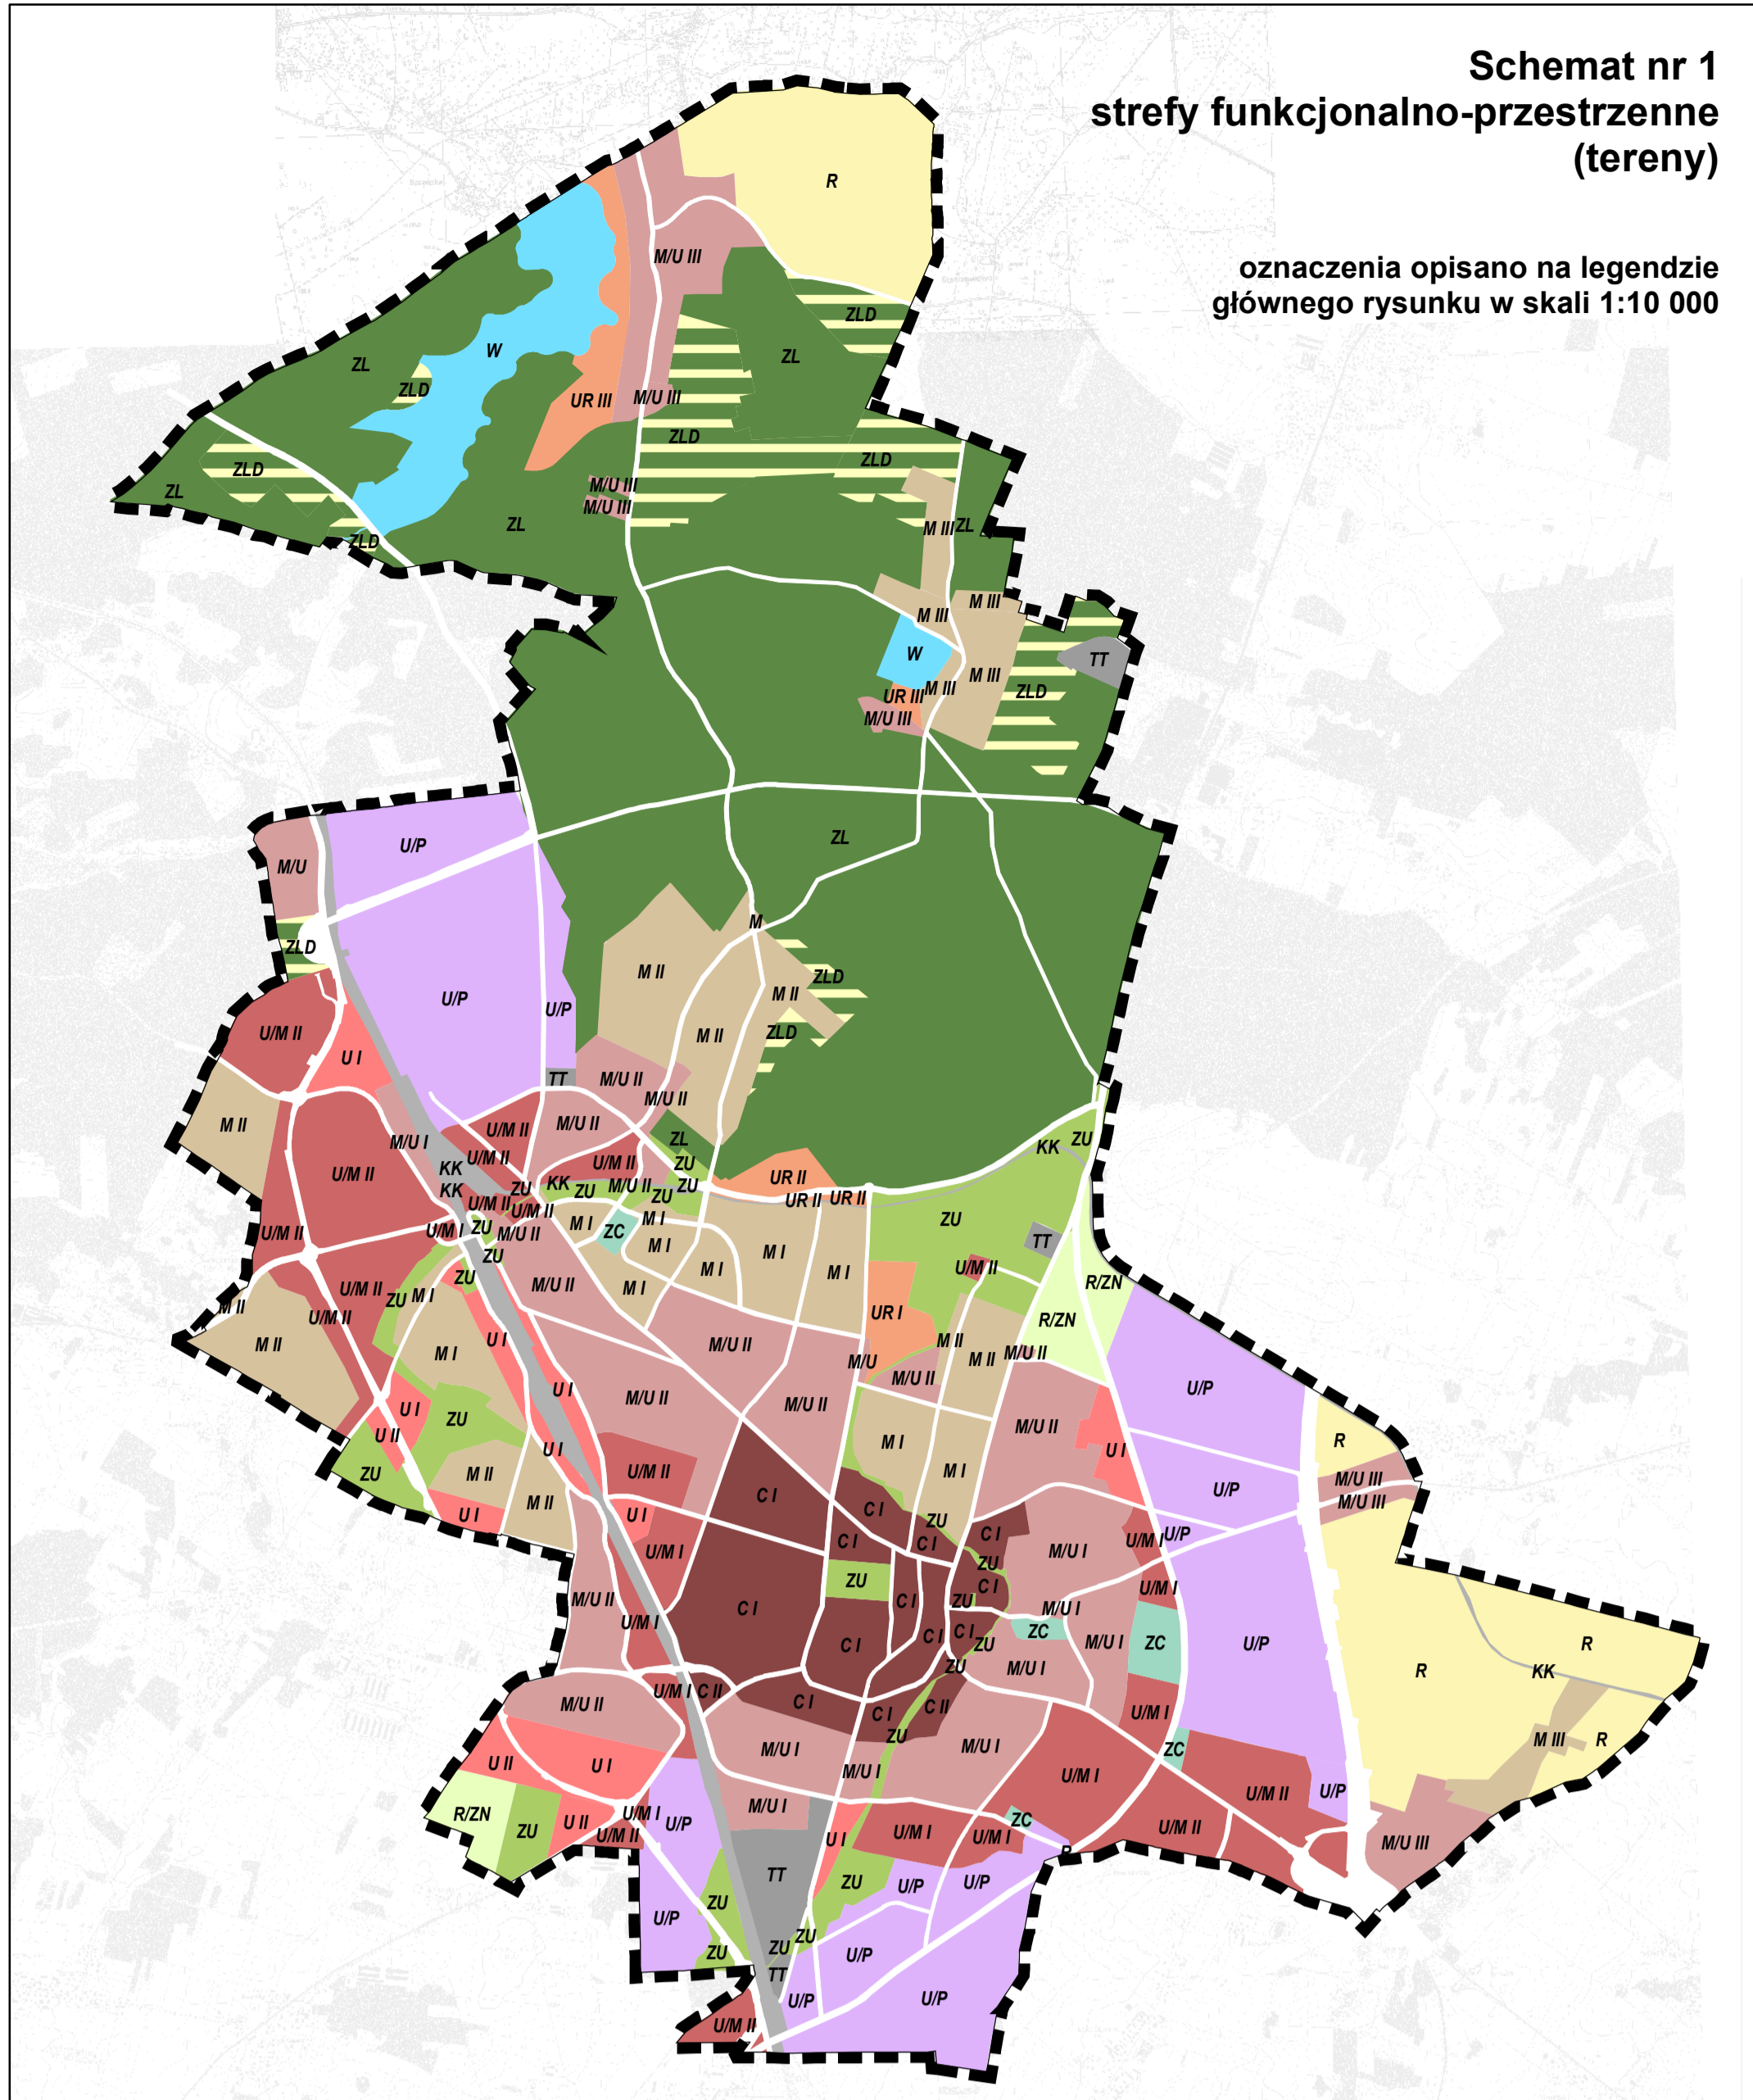 Schemat nr 1
strefy funkcjonalno-przestrzenne
(tereny)
oznaczenia opisano na legendzie
głównego rysunku w skali 1:10 000
R
M/U III
ZLD
W
ZL
ZL
ZLD
UR III
M/U III
ZLD
ZLD
ZLD
ZL
M/U III
M/U III
ZL
M III
ZL
ZLD
M III
M III
W
TT
M III
M III
ZLD
UR III
M/U III
ZL
U/P
M/U
M
ZLD
M II
ZLD
M II
U/P
U/P
U/M II
M II
ZLD
U I
TT
M/U II
M/U II
M II
M/U II
U/M II
M/U I
ZL
KK
ZU
U/M II
U/M II
ZU
KK
U/M II
UR II
KK
ZU
KK
ZU
M/U II
ZU
ZU
UR II
UR II
U/M II
U/M II
M I
M I
ZU
U/M II
U/M I
ZU
M/U II
ZC
M I
M I
TT
ZU
U/M II
ZU
M/U II
M I
M I
M I
R/ZN
U/M II
ZU
M I
M II
U/M II
UR I
R/ZN
M II
U I
M/U II
M II
M I
M/U
M II
M/U II
M/U II
U I
M/U II
M/U II
U/P
U I
ZU
M/U II
U II
U I
M I
U I
R
ZU
M II
U/M II
M I
M/U III
U/P
M II
C I
M/U III
U I
U I
C I
ZU
C I
U/M I
C I
C I
U/M I
U/P
M/U I
ZU
ZU
C I
U/M I
M/U II
C I
C I
ZU
M/U I
U/M I
ZC
C I
C I
C I
ZU
M/U I
ZC
U/P
R
ZU
M/U I
R
KK
U/M I
C II
M/U II
C I
C I
C II
U/M I
ZU
M III
R
M/U I
M/U I
ZC
U II
U I
M/U I
U/M I
U/M II
U/P
M/U I
R/ZN
U/M I
U/P
ZC
ZU
U II
U/M II
U I
U/M I
U/M I
U/M II
M/U III
R
TT
ZU
U/P
U/P
ZU
U/P
ZU
ZU
ZU
U/P
TT
U/P
U/P
U/M II